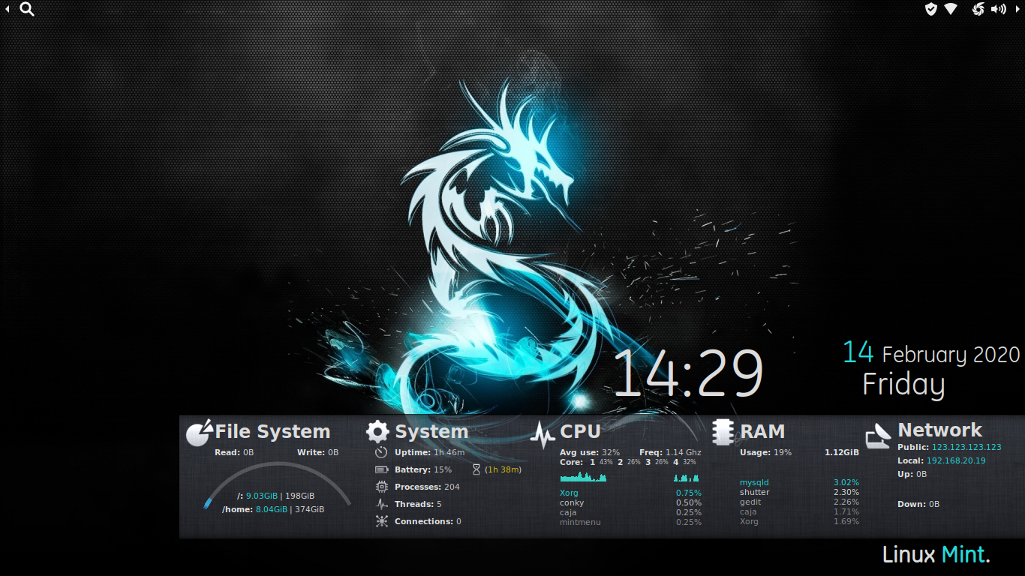 14:29
14 February 2020
Friday
File System
Read: 0B Write: 0B
/: 9.03GiB | 198GiB
/home: 8.04GiB | 374GiB
System
Uptime: 1h 46m
Battery: 15% (1h 38m)
Processes: 204
Threads: 5
Connections: 0
CPU
Avg use: 32% Freq: 1.14 Ghz
Core: 1 43% 2 26% 3 26% 4 32%
Xorg 0.75%
conky 0.50%
caja 0.25%
mintmenu 0.25%
RAM
Usage: 19% 1.12GiB
mysqld 3.02%
shutter 2.30%
gedit 2.26%
caja 1.71%
Xorg 1.69%
Network
Public: 123.123.123.123
Local: 192.168.20.19
Up: 0B
Down: 0B
Linux Mint.